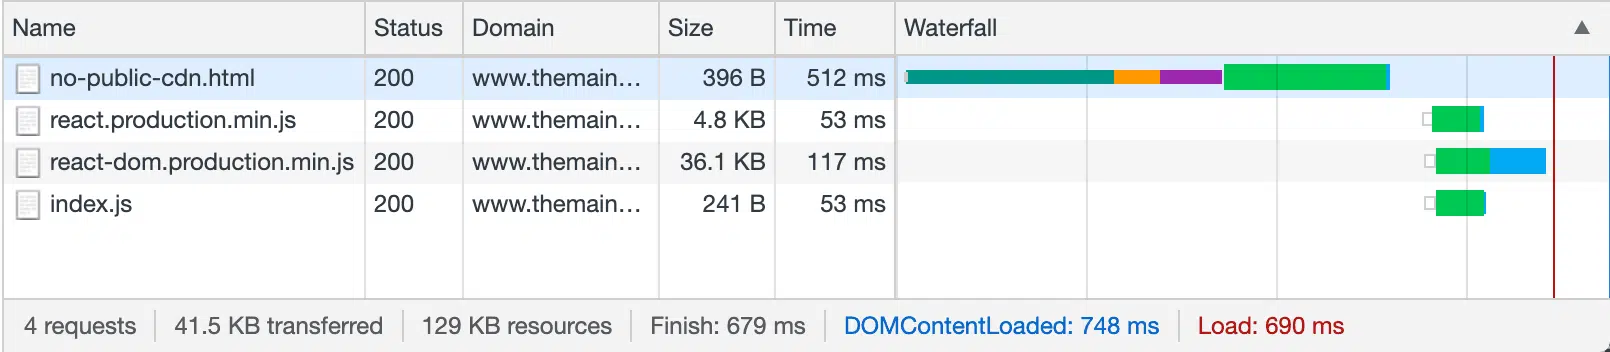 Name Status Domain Size Time Waterfall ▲
no-public-cdn.html 200 www.themain… 396 B 512 ms
react.production.min.js 200 www.themain… 4.8 KB 53 ms
react-dom.production.min.js 200 www.themain… 36.1 KB 117 ms
index.js 200 www.themain… 241 B 53 ms
4 requests 41.5 KB transferred 129 KB resources Finish: 679 ms DOMContentLoaded: 748 ms Load: 690 ms